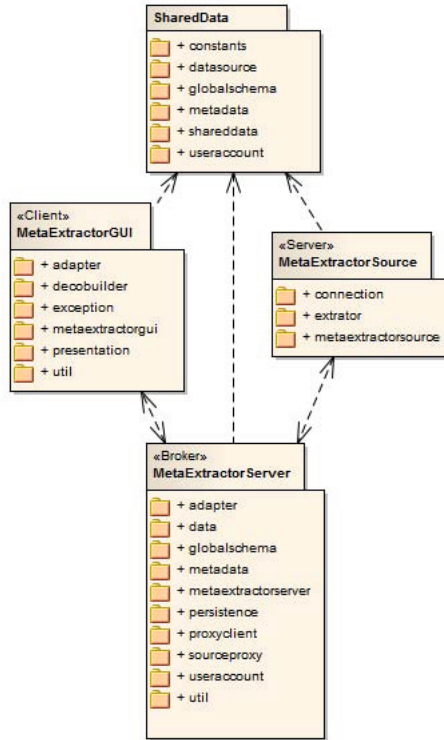 SharedData
+ constants
+ datasource
+ globalschema
+ metadata
+ shareddata
+ useraccount
«Client»
MetaExtractorGUI
+ adapter
+ decobuilder
+ exception
+ metaextractorgui
+ presentation
+ util
«Server»
MetaExtractorSource
+ connection
+ extrator
+ metaextractorsource
«Broker»
MetaExtractorServer
+ adapter
+ data
+ globalschema
+ metadata
+ metaextractorserver
+ persistence
+ proxyclient
+ sourceproxy
+ useraccount
+ util